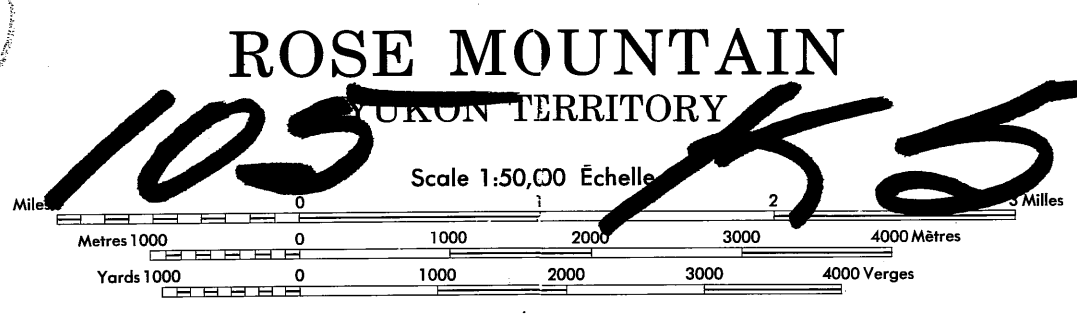 ROSE MOUNTAIN
YUKON TERRITORY
105 K 5
Scale 1:50,000 Échelle
Miles 0 1 2 3 Milles
Metres 1000 0 1000 2000 3000 4000 Mètres
Yards 1000 0 1000 2000 3000 4000 Verges